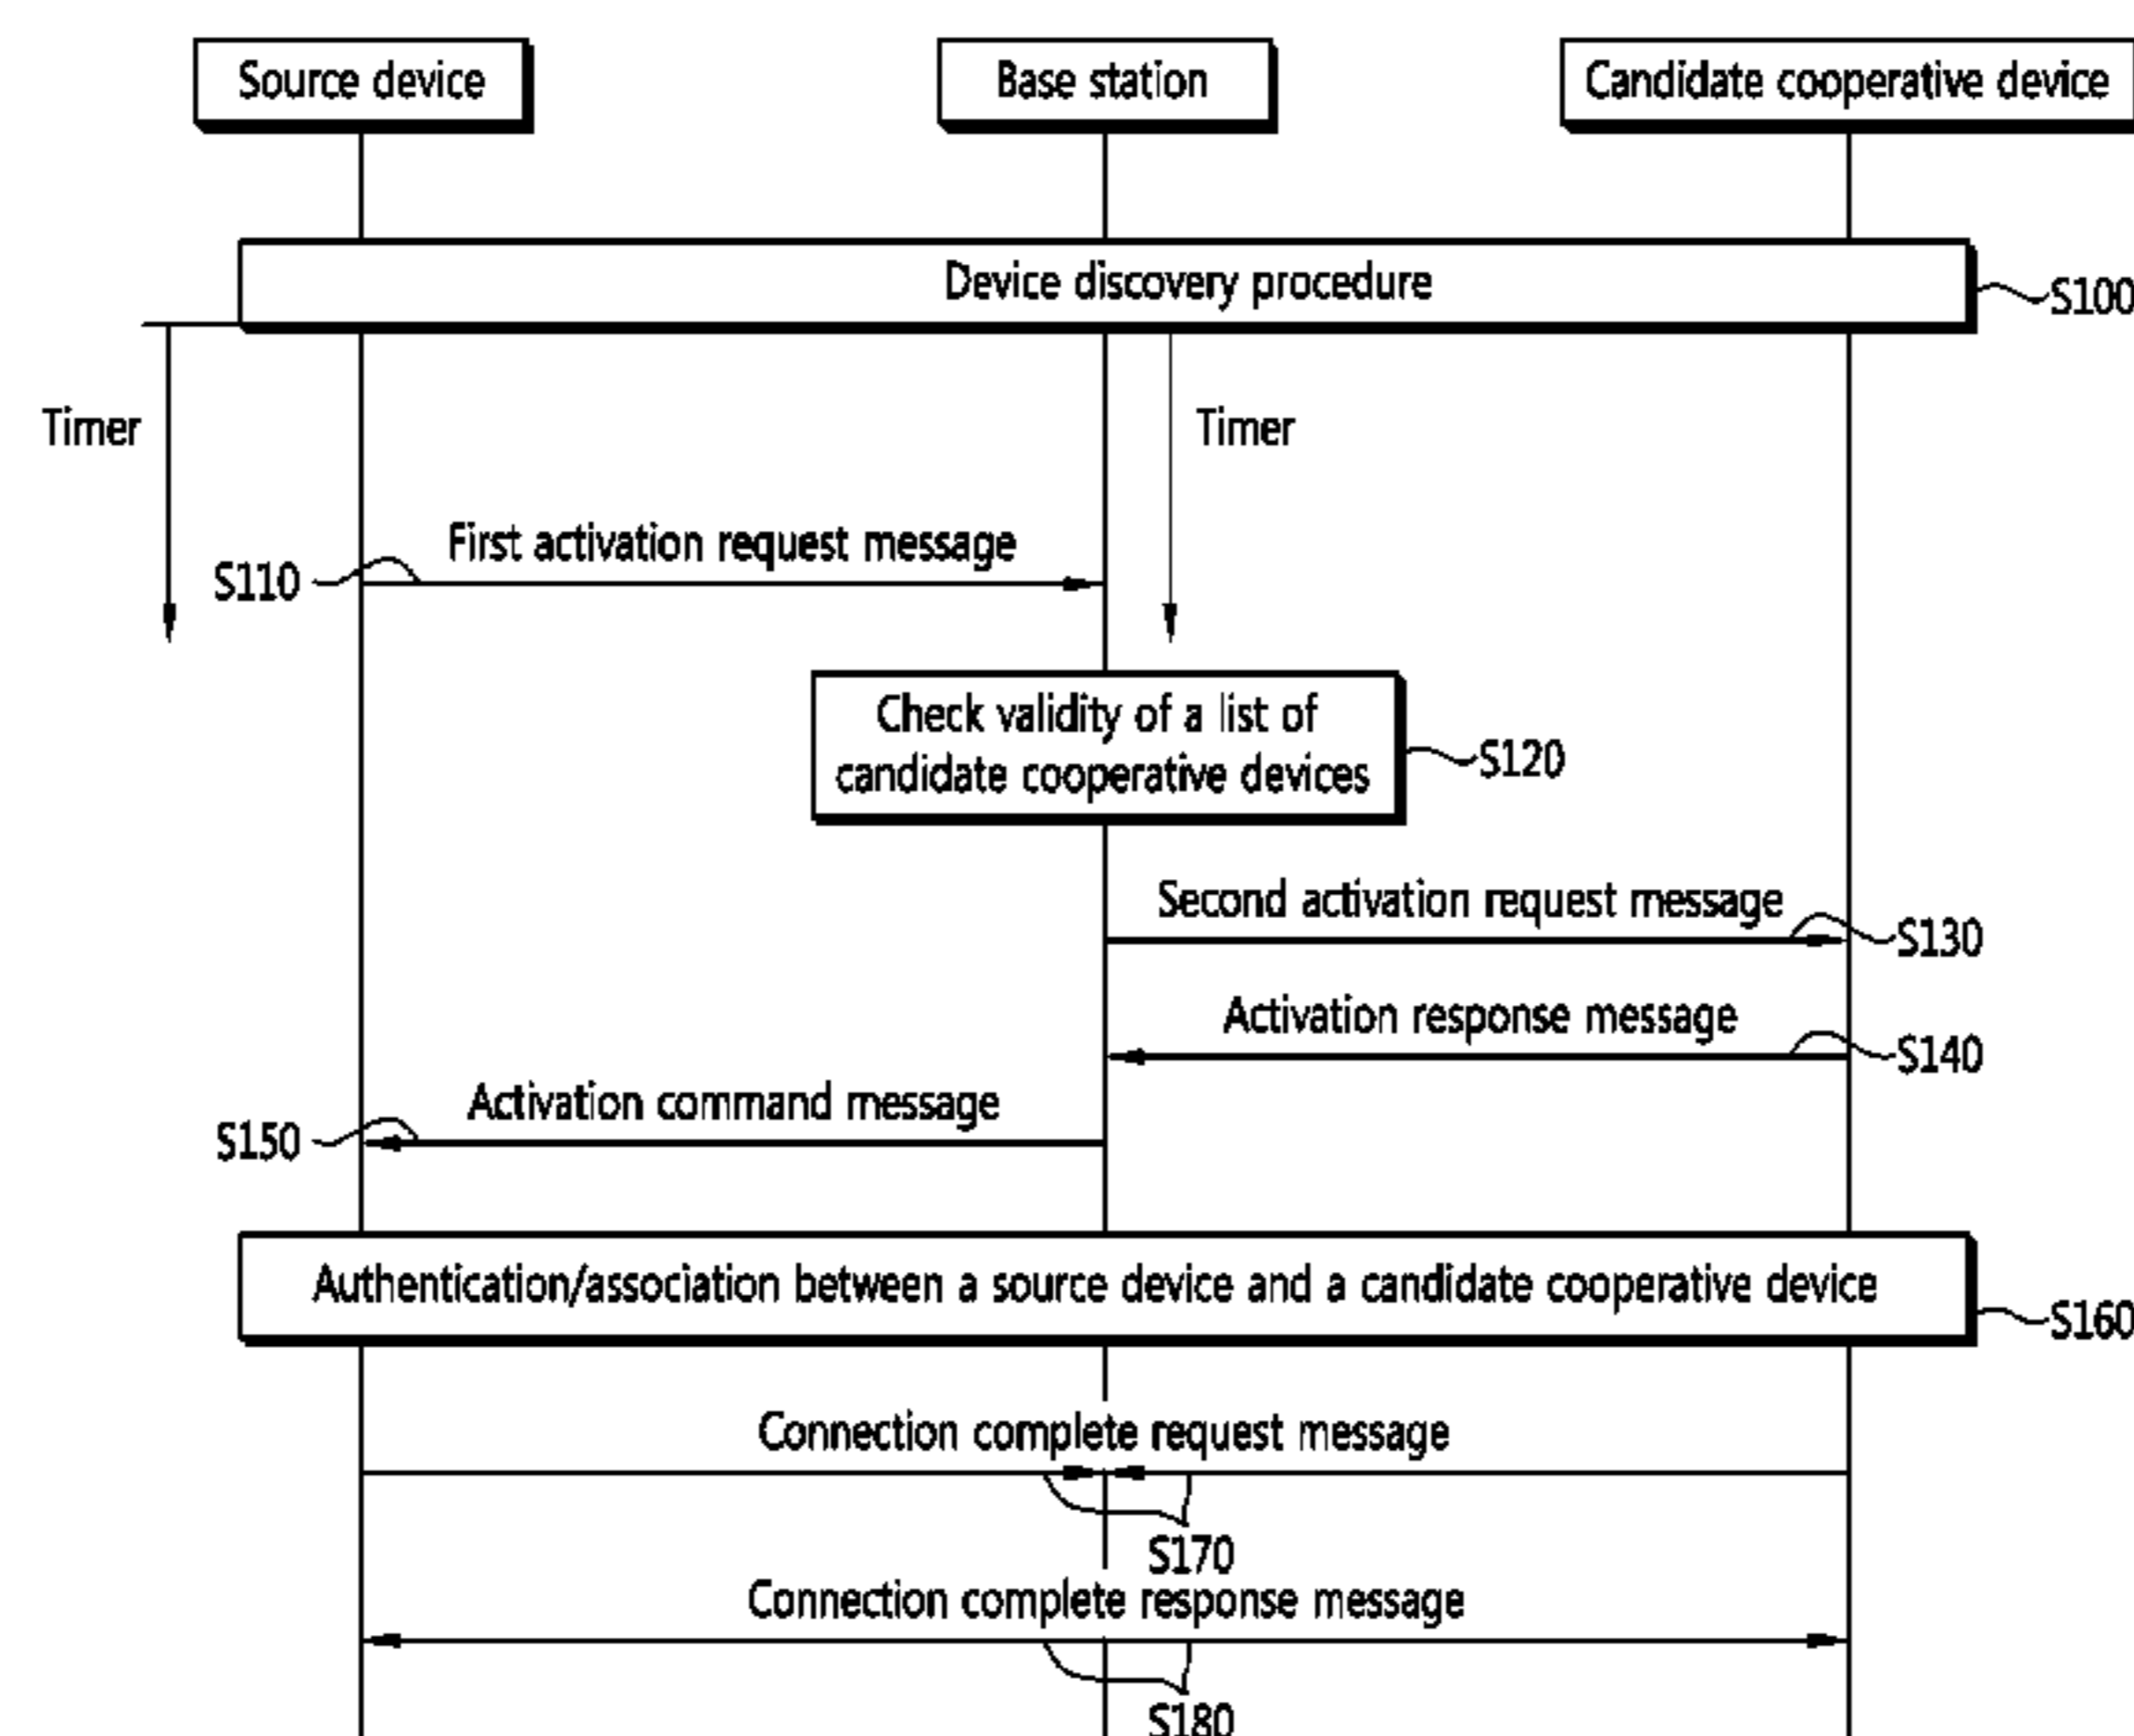 Source device
Base station
Candidate cooperative device
Device discovery procedure
S100
Timer
Timer
First activation request message
S110
Check validity of a list of
candidate cooperative devices
S120
Second activation request message
S130
Activation response message
S140
Activation command message
S150
Authentication/association between a source device and a candidate cooperative device
S160
Connection complete request message
S170
Connection complete response message
S180